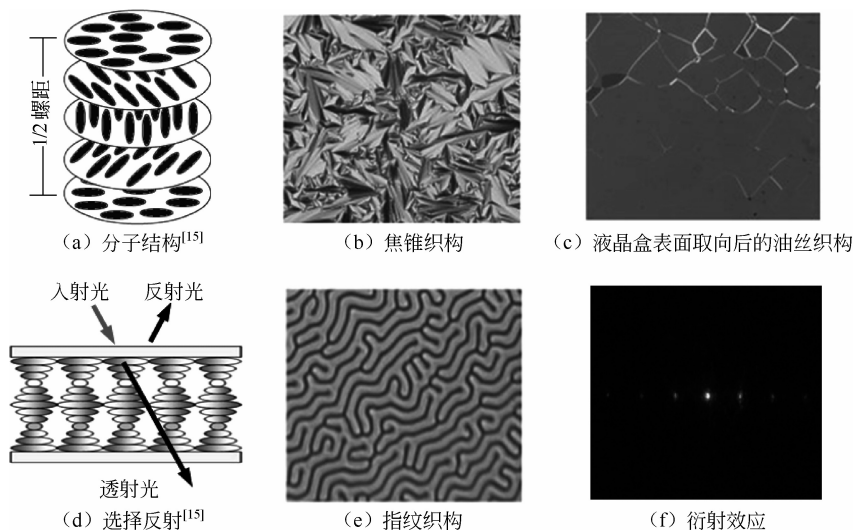 1/2 螺距
(a) 分子结构[15]
(b) 焦锥织构
(c) 液晶盒表面取向后的油丝织构
入射光
反射光
透射光
(d) 选择反射[15]
(e) 指纹织构
(f) 衍射效应